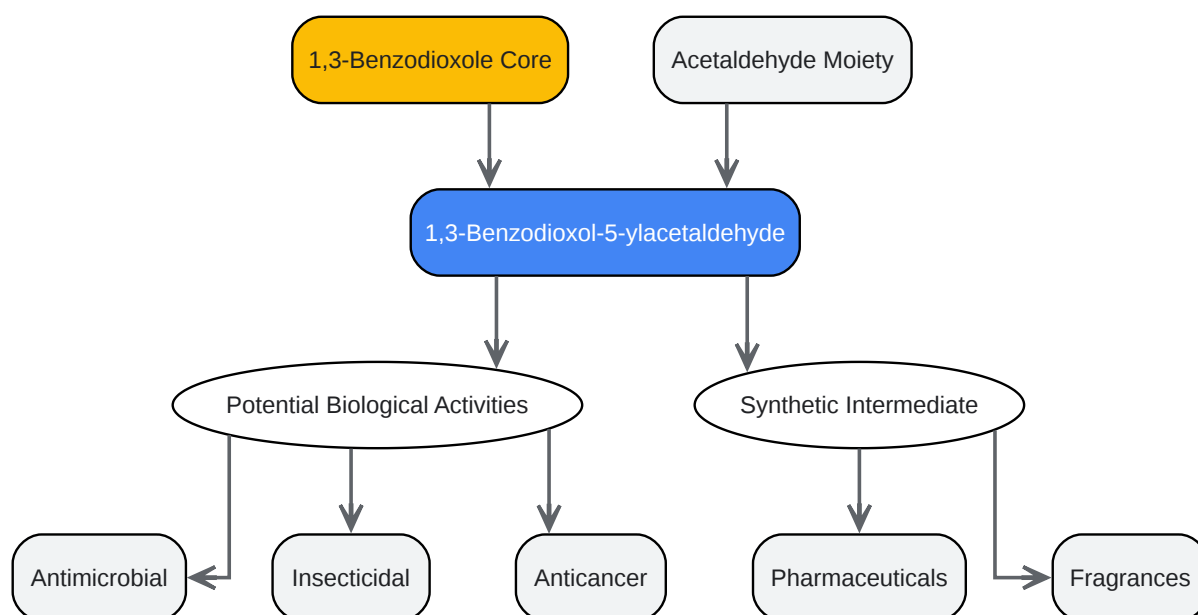 1,3-Benzodioxole Core
Acetaldehyde Moiety
1,3-Benzodioxol-5-ylacetaldehyde
Potential Biological Activities
Synthetic Intermediate
Antimicrobial
Insecticidal
Anticancer
Pharmaceuticals
Fragrances